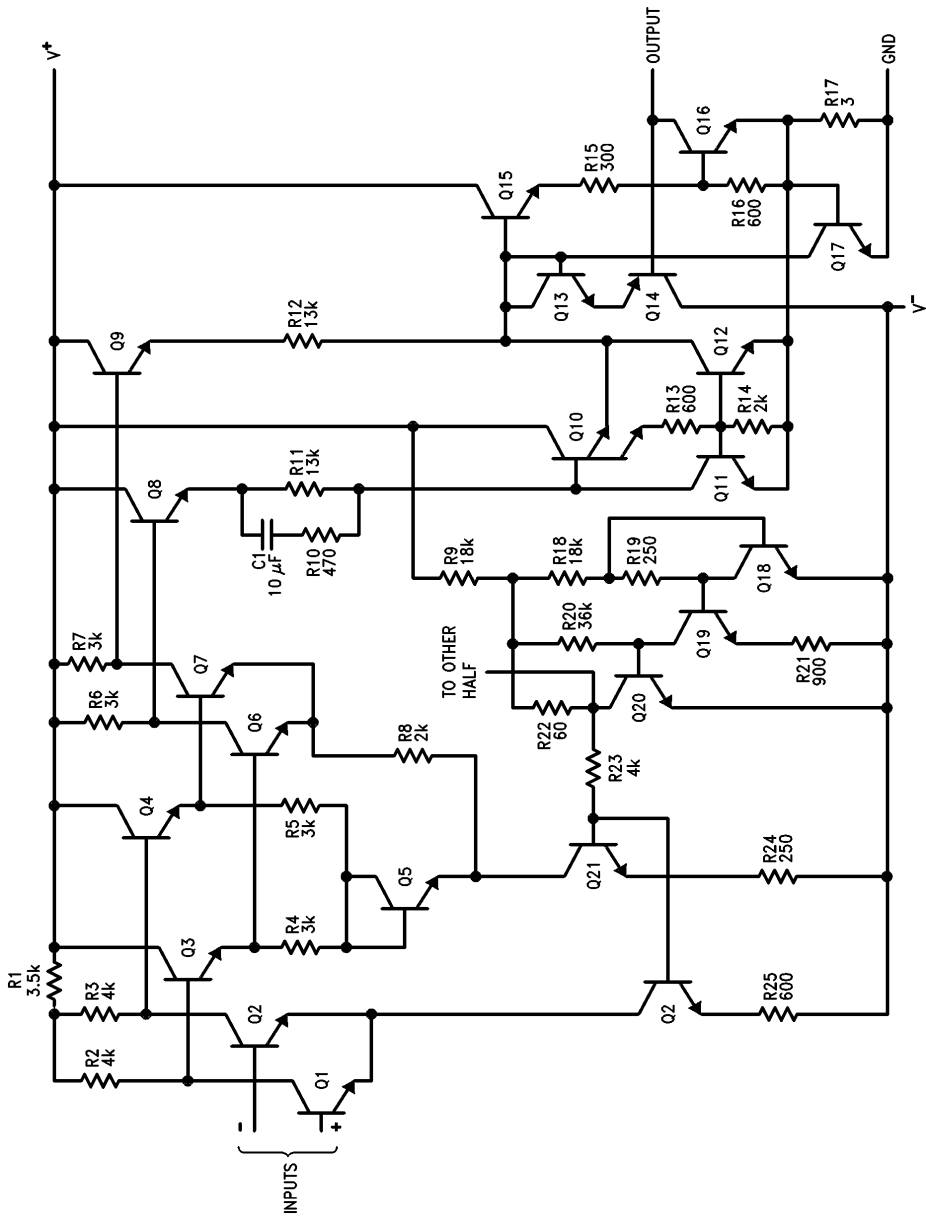 V+
R1
3.5k
R2
4k
R3
4k
Q1
Q2
-
+
INPUTS
Q3
Q4
R4
3k
R5
3k
Q5
R6
3k
R7
3k
Q6
Q7
R8
2k
Q8
Q9
C1
10 µF
R10
470
R11
13k
R12
13k
Q10
R13
600
Q11
Q12
R14
2k
Q13
Q14
Q15
R15
300
Q16
R16
600
Q17
R17
3
OUTPUT
GND
V-
R9
18k
R18
18k
R19
250
Q18
R20
36k
Q19
R21
900
TO OTHER
HALF
R22
60
Q20
R23
4k
Q21
R24
250
Q2
R25
600